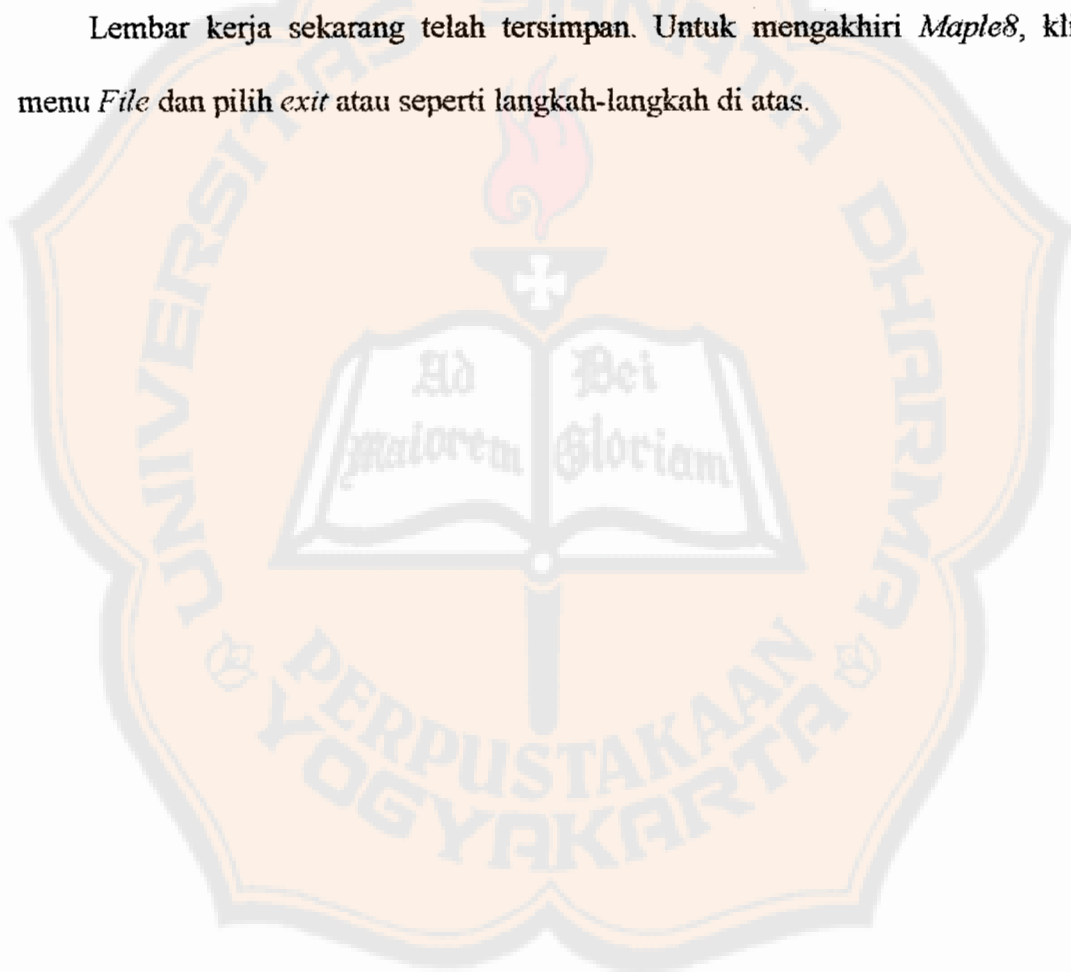 Lembar kerja sekarang telah tersimpan. Untuk mengakhiri Maple8, kli
menu File dan pilih exit atau seperti langkah-langkah di atas.
UNIVERSITAS SANATA DHARMA
Ad
maiorem
Dei
Gloriam
PERPUSTAKAAN
YOGYAKARTA